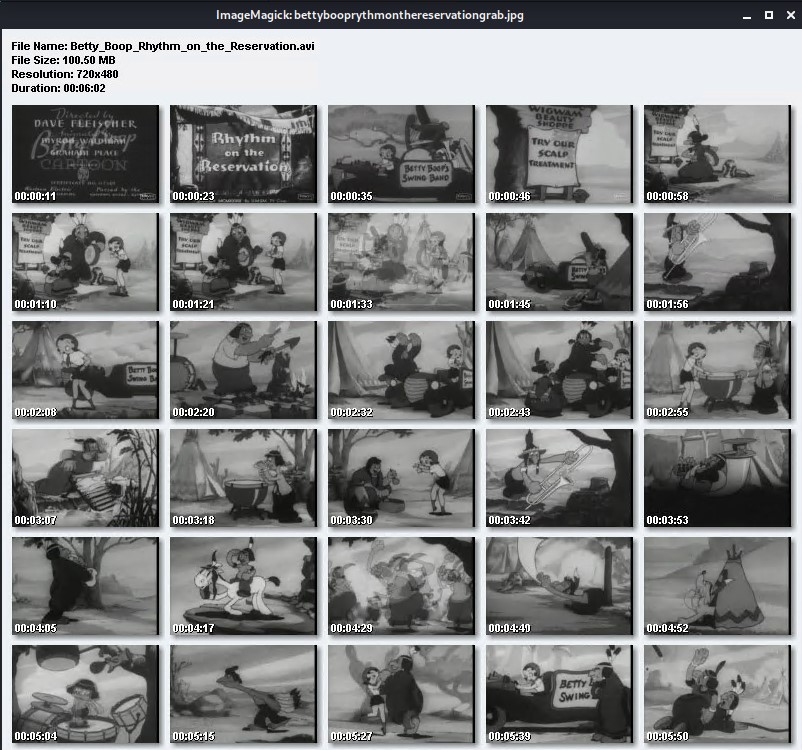 ImageMagick: bettybooprythmonthereservationgrab.jpg
File Name: Betty_Boop_Rhythm_on_the_Reservation.avi
File Size: 100.50 MB
Resolution: 720x480
Duration: 00:06:02
Directed by
DAVE FLEISCHER
Betty Boop
MYRON WALDMAN
GRAHAM PLACE
CARTOON
00:00:11
Rhythm
on the
Reservation
00:00:23
BETTY BOOP'S
SWING BAND
00:00:35
WIGWAM
BEAUTY
SHOPPE
TRY OUR
SCALP
TREATMENT
00:00:46
00:00:58
00:01:10
00:01:21
00:01:33
BETTY
SWING
00:01:45
00:01:56
BETTY BOO
SWING BA
00:02:08
00:02:20
00:02:32
00:02:43
00:02:55
00:03:07
00:03:18
00:03:30
00:03:42
00:03:53
00:04:05
00:04:17
00:04:29
00:04:40
00:04:52
00:05:04
00:05:15
00:05:27
BETTY
SWING
00:05:39
00:05:50